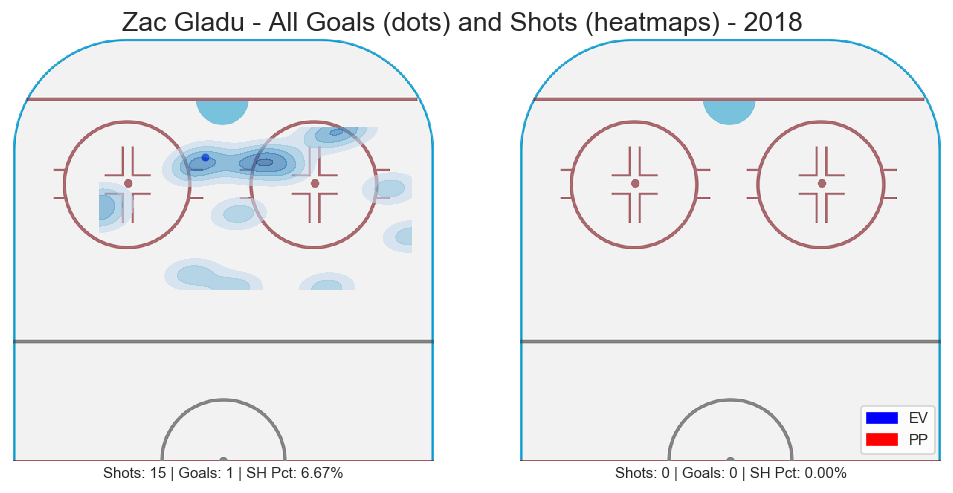 Zac Gladu - All Goals (dots) and Shots (heatmaps) - 2018
EV
PP
Shots: 15 | Goals: 1 | SH Pct: 6.67%
Shots: 0 | Goals: 0 | SH Pct: 0.00%